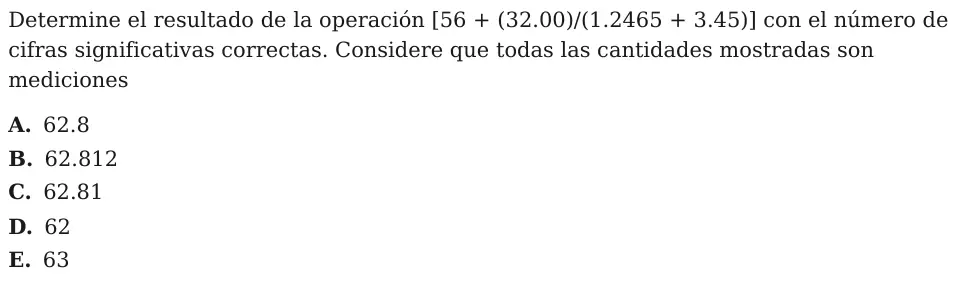 Determine el resultado de la operación [56 + (32.00)/(1.2465 + 3.45)] con el número de
cifras significativas correctas. Considere que todas las cantidades mostradas son
mediciones
A. 62.8
B. 62.812
C. 62.81
D. 62
E. 63